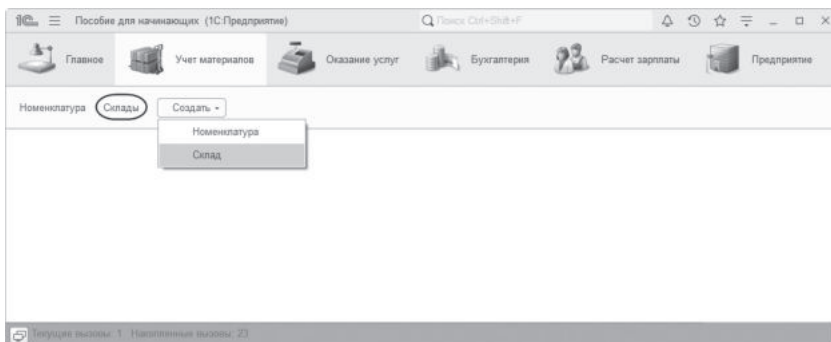 1С Пособие для начинающих (1С:Предприятие) Поиск Ctrl+Shift+F
Главное Учет материалов Оказание услуг Бухгалтерия Расчет зарплаты Предприятие
Номенклатура Склады Создать
Номенклатура
Склад
Текущие вызовы: 1 Накопленные вызовы: 23